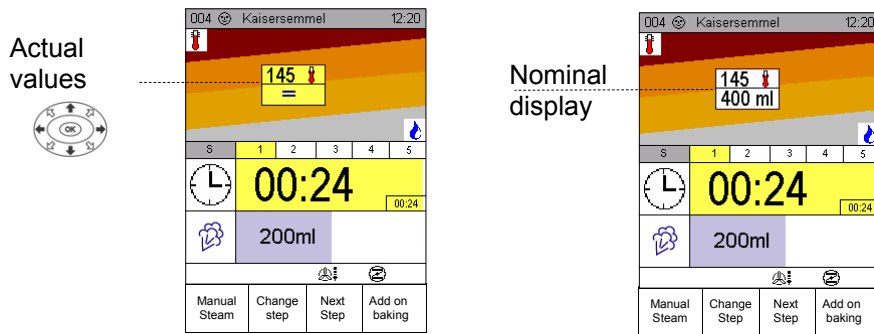 Actual
values
OK
004 Kaisersemmel 12:20
145
=
S 1 2 3 4 5
00:24
00:24
200ml
Manual Steam
Change step
Next Step
Add on baking
Nominal
display
004 Kaisersemmel 12:20
145
400 ml
S 1 2 3 4 5
00:24
00:24
200ml
Manual Steam
Change Step
Next Step
Add on baking